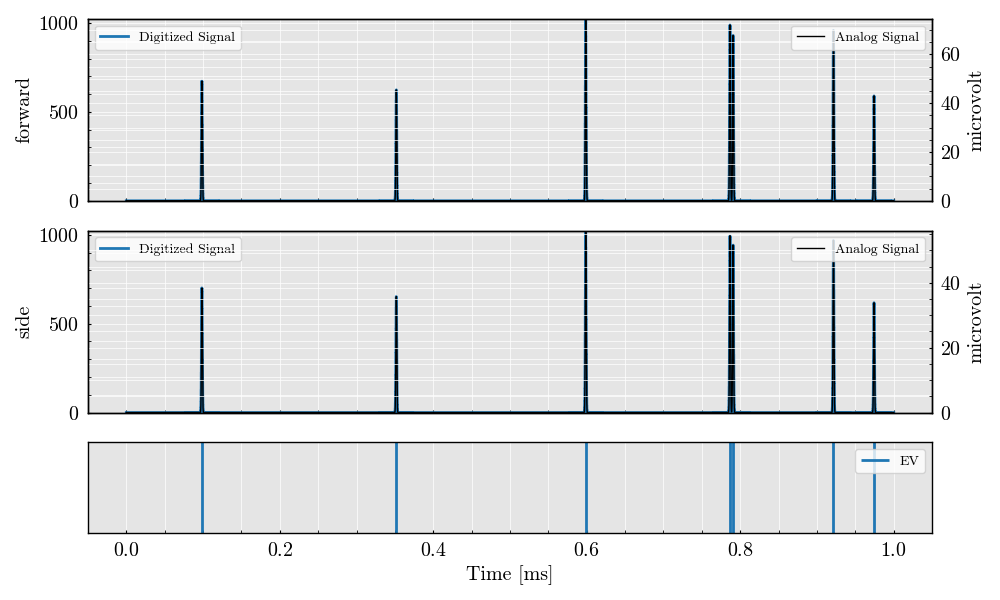 1000
Digitized Signal
Analog Signal
60
forward
500
40
microvolt
20
0
0
1000
Digitized Signal
Analog Signal
side
500
40
microvolt
20
0
0
EV
0.0 0.2 0.4 0.6 0.8 1.0
Time [ms]